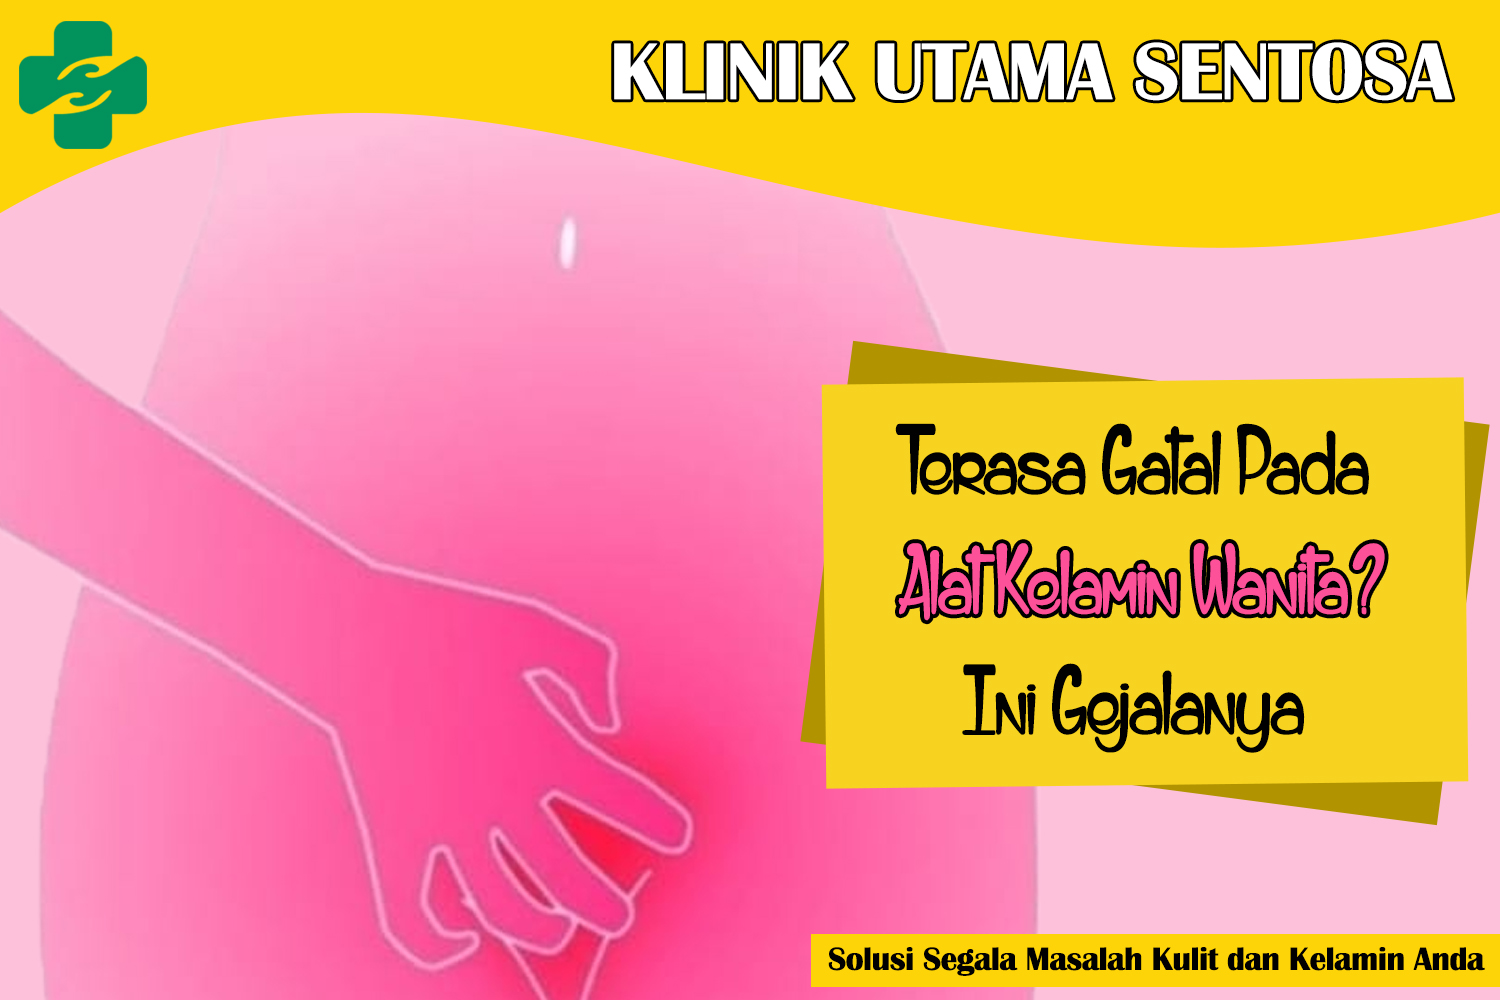 KLINIK UTAMA SENTOSA
Terasa Gatal Pada
Alat Kelamin Wanita?
Ini Gejalanya
Solusi Segala Masalah Kulit dan Kelamin Anda